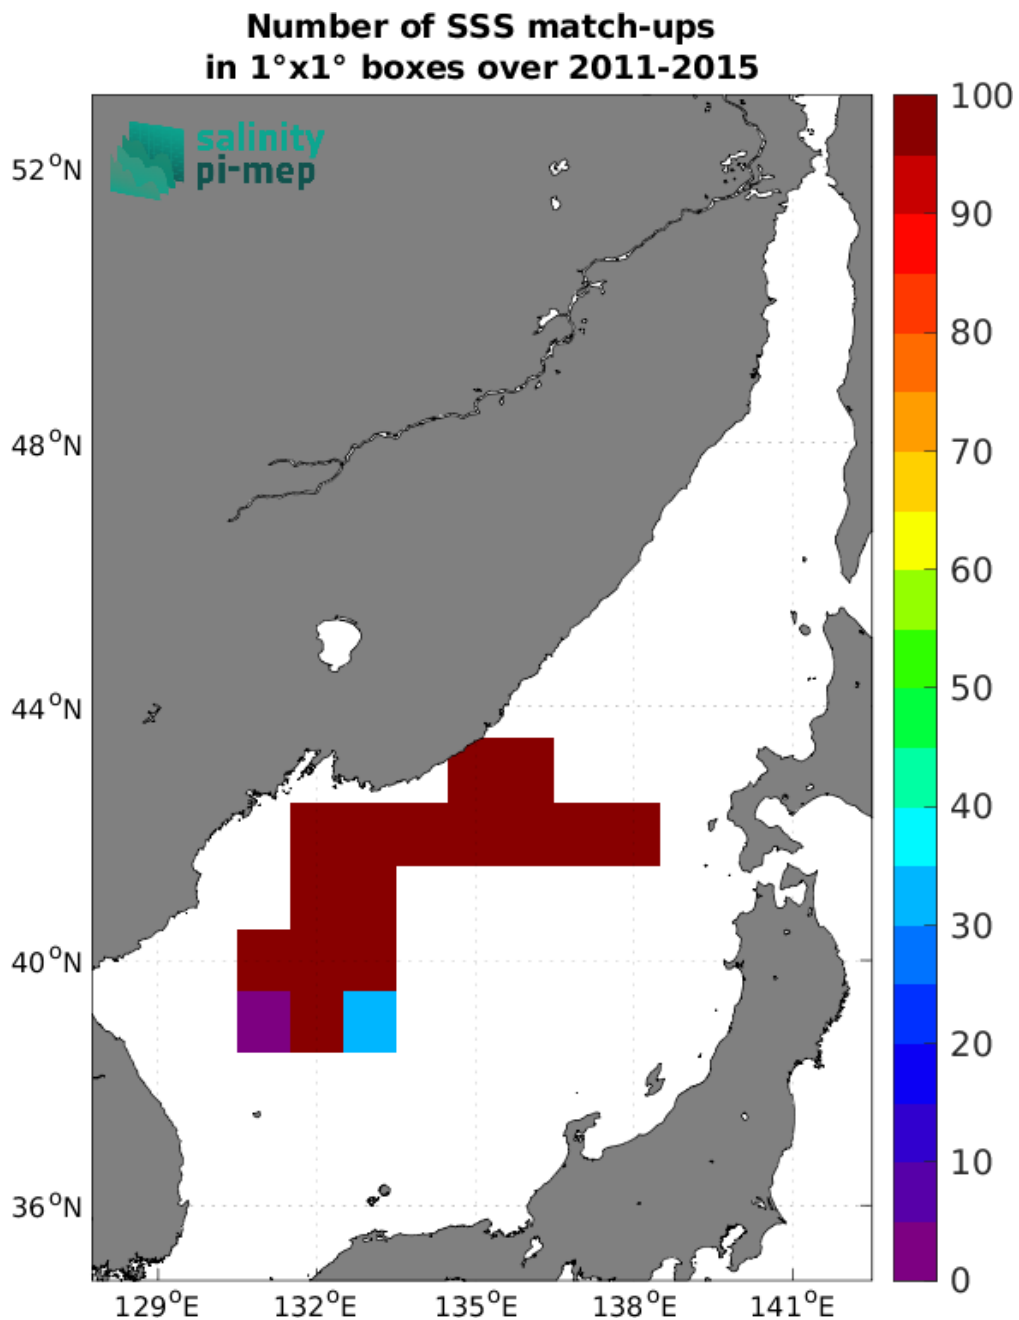 Number of SSS match-ups
in 1°x1° boxes over 2011-2015
salinity
pi-mep
52°N
48°N
44°N
40°N
36°N
129°E
132°E
135°E
138°E
141°E
100
90
80
70
60
50
40
30
20
10
0